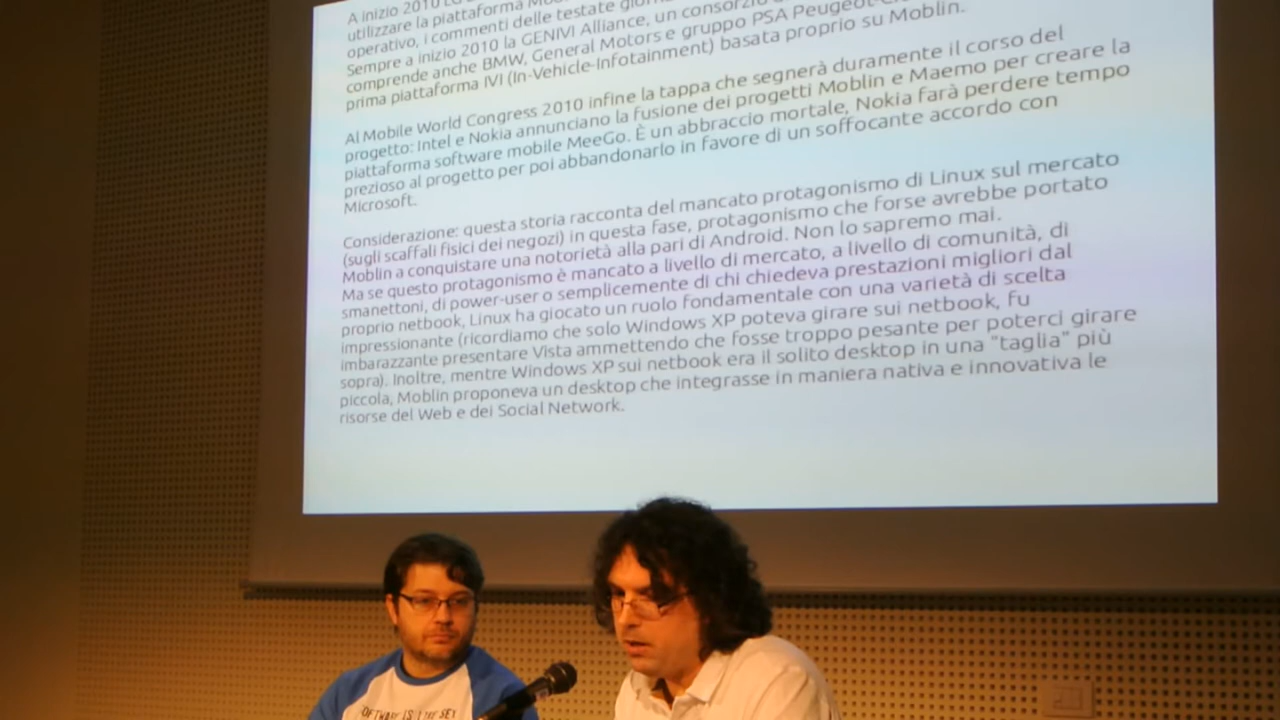 A inizio 2010 LG
utilizzare la piattaforma
operativo, i commenti delle testate
Sempre a inizio 2010 la GENIVI Alliance, un consorzio
comprende anche BMW, General Motors e gruppo PSA Peugeot-
prima piattaforma IVI (In-Vehicle-Infotainment) basata proprio su Moblin.
Al Mobile World Congress 2010 infine la tappa che segnerà duramente il corso del
progetto: Intel e Nokia annunciano la fusione dei progetti Moblin e Maemo per creare la
piattaforma software mobile MeeGo. È un abbraccio mortale, Nokia farà perdere tempo
prezioso al progetto per poi abbandonarlo in favore di un soffocante accordo con
Microsoft.
Considerazione: questa storia racconta del mancato protagonismo di Linux sul mercato
(sugli scaffali fisici dei negozi) in questa fase, protagonismo che forse avrebbe portato
Moblin a conquistare una notorietà alla pari di Android. Non lo sapremo mai.
Ma se questo protagonismo è mancato a livello di mercato, a livello di comunità, di
smanettoni, di power-user o semplicemente di chi chiedeva prestazioni migliori dal
proprio netbook, Linux ha giocato un ruolo fondamentale con una varietà di scelta
impressionante (ricordiamo che solo Windows XP poteva girare sui netbook, fu
imbarazzante presentare Vista ammettendo che fosse troppo pesante per poterci girare
sopra). Inoltre, mentre Windows XP sui netbook era il solito desktop in una "taglia" più
piccola, Moblin proponeva un desktop che integrasse in maniera nativa e innovativa le
risorse del Web e dei Social Network.
OFTWARE IS LIKE SEX